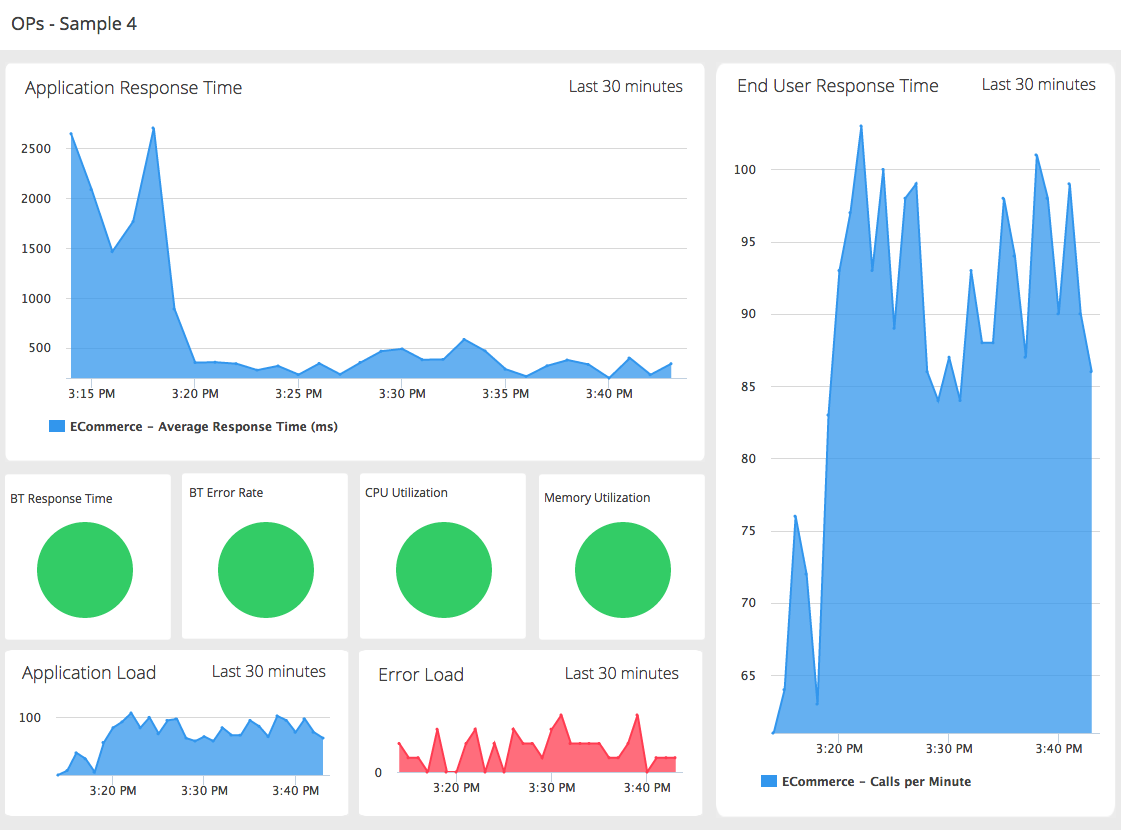 OPs - Sample 4
Application Response Time
Last 30 minutes
2500
2000
1500
1000
500
3:15 PM 3:20 PM 3:25 PM 3:30 PM 3:35 PM 3:40 PM
ECommerce – Average Response Time (ms)
End User Response Time
Last 30 minutes
100
95
90
85
80
75
70
65
3:20 PM 3:30 PM 3:40 PM
ECommerce – Calls per Minute
BT Response Time
BT Error Rate
CPU Utilization
Memory Utilization
Application Load
Last 30 minutes
100
3:20 PM 3:30 PM 3:40 PM
Error Load
Last 30 minutes
0
3:20 PM 3:30 PM 3:40 PM